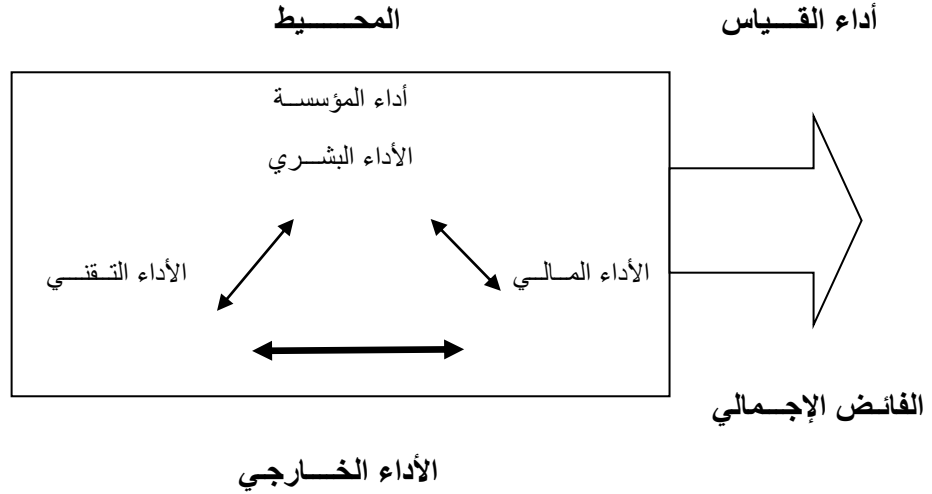 المحيط
أداء القياس
أداء المؤسسة
الأداء البشري
الأداء المالي
الأداء التقني
الفائض الإجمالي
الأداء الخارجي